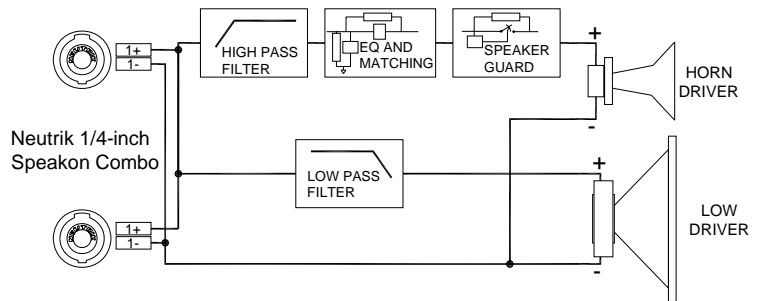 1+
1-
HIGH PASS
FILTER
EQ AND
MATCHING
SPEAKER
GUARD
+
-
HORN
DRIVER
Neutrik 1/4-inch
Speakon Combo
LOW PASS
FILTER
+
-
LOW
DRIVER
1+
1-